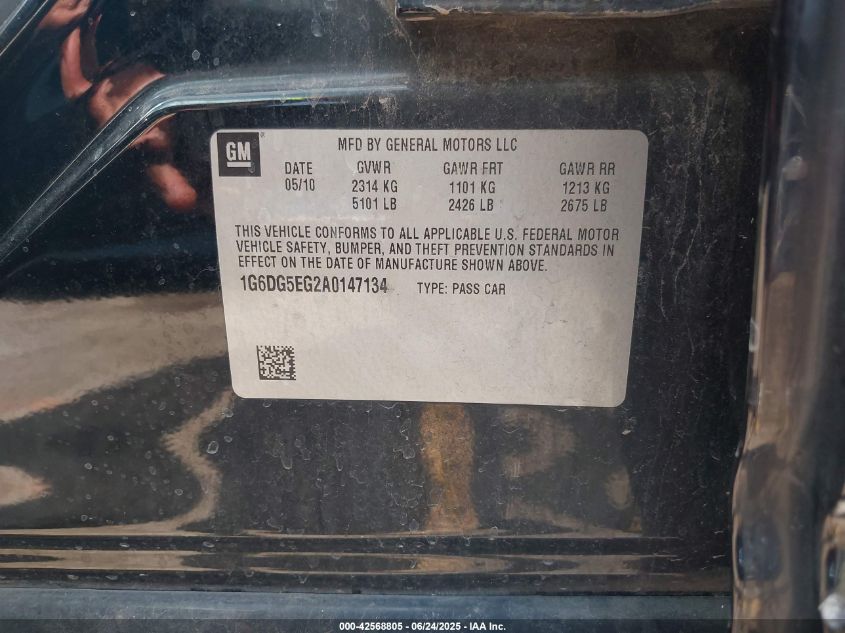 GM
MFD BY GENERAL MOTORS LLC
DATE GVWR GAWR FRT GAWR RR
05/10 2314 KG 1101 KG 1213 KG
5101 LB 2426 LB 2675 LB
THIS VEHICLE CONFORMS TO ALL APPLICABLE U.S. FEDERAL MOTOR
VEHICLE SAFETY, BUMPER, AND THEFT PREVENTION STANDARDS IN
EFFECT ON THE DATE OF MANUFACTURE SHOWN ABOVE.
1G6DG5EG2A0147134 TYPE: PASS CAR
000-42568805 - 06/24/2025 - IAA Inc.